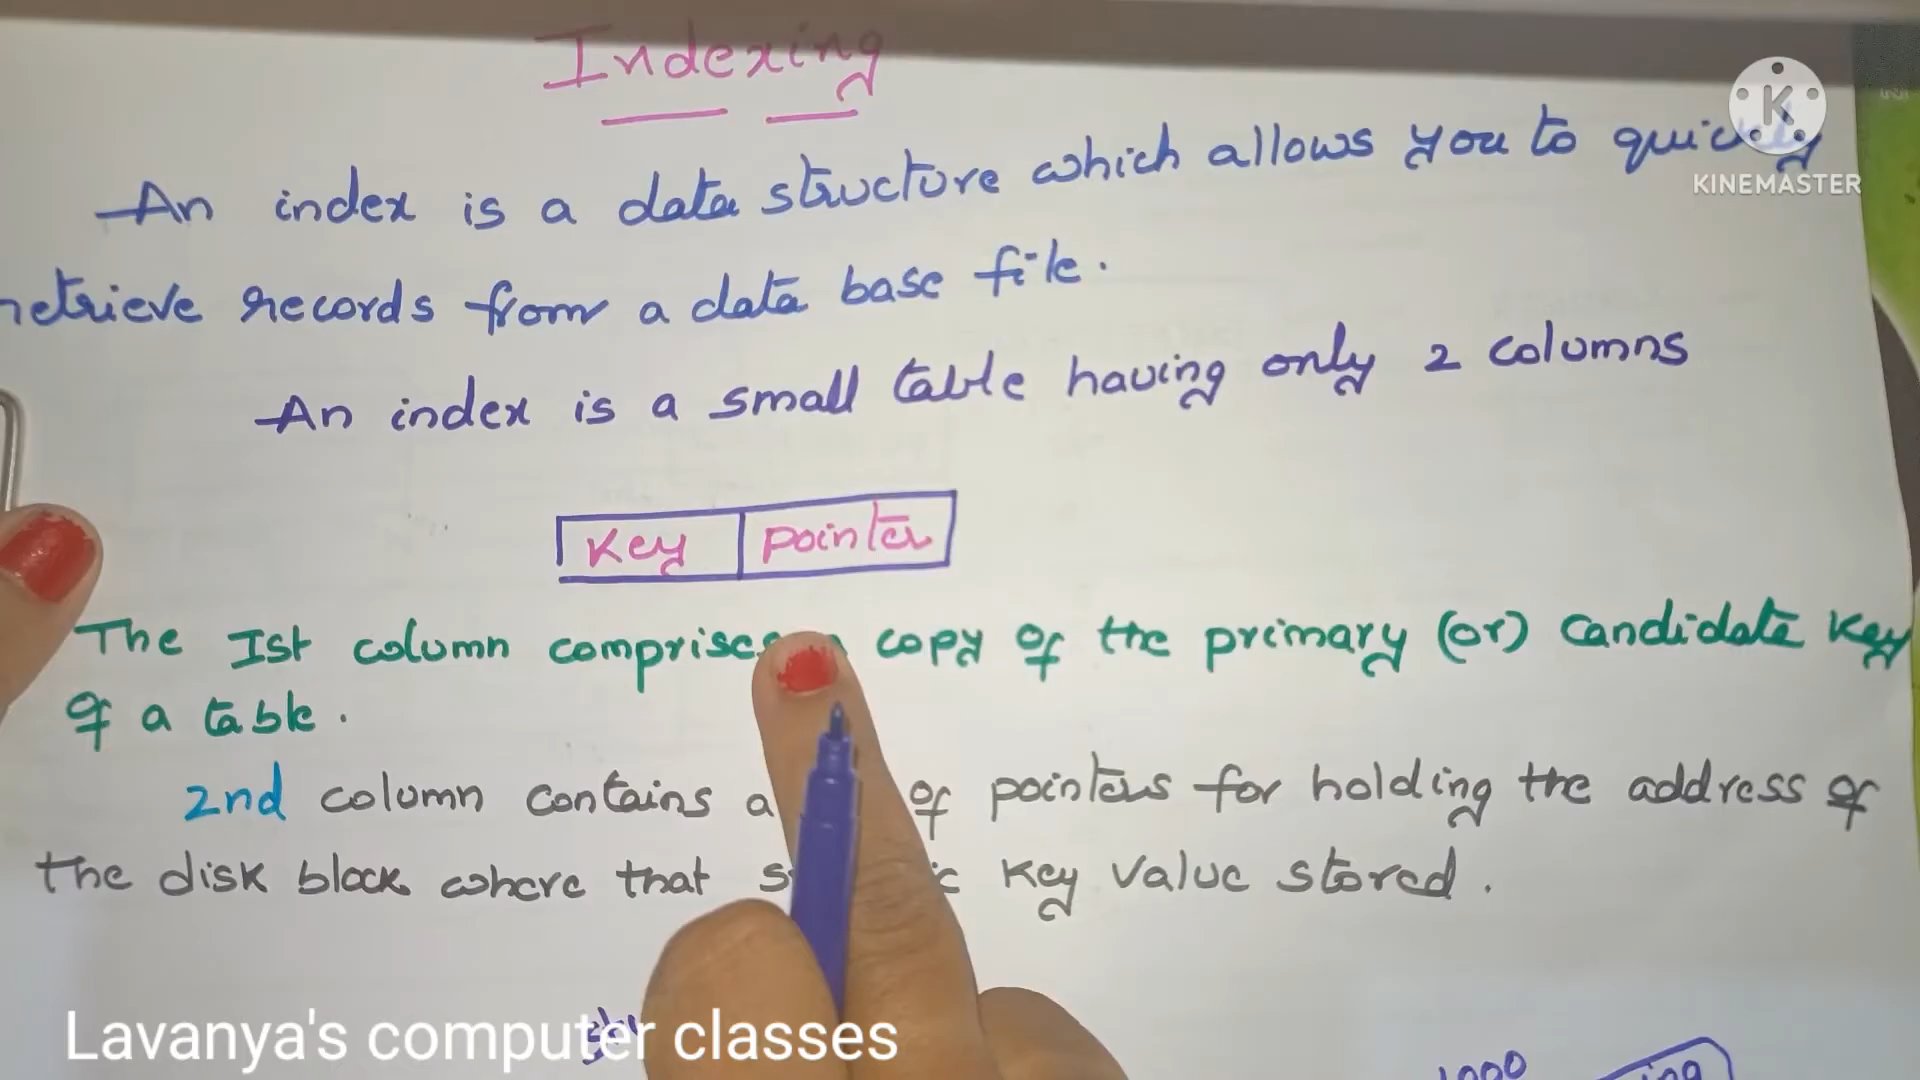 Indexing
An index is a data structure which allows you to quickly
retrieve records from a data base file.
An index is a small table having only 2 columns
Key Pointer
The Ist column comprises copy of the primary (or) candidate key
of a table.
2nd column contains a of pointers for holding the address of
the disk block where that key value stored.
1000
KINEMASTER
Lavanya's computer classes